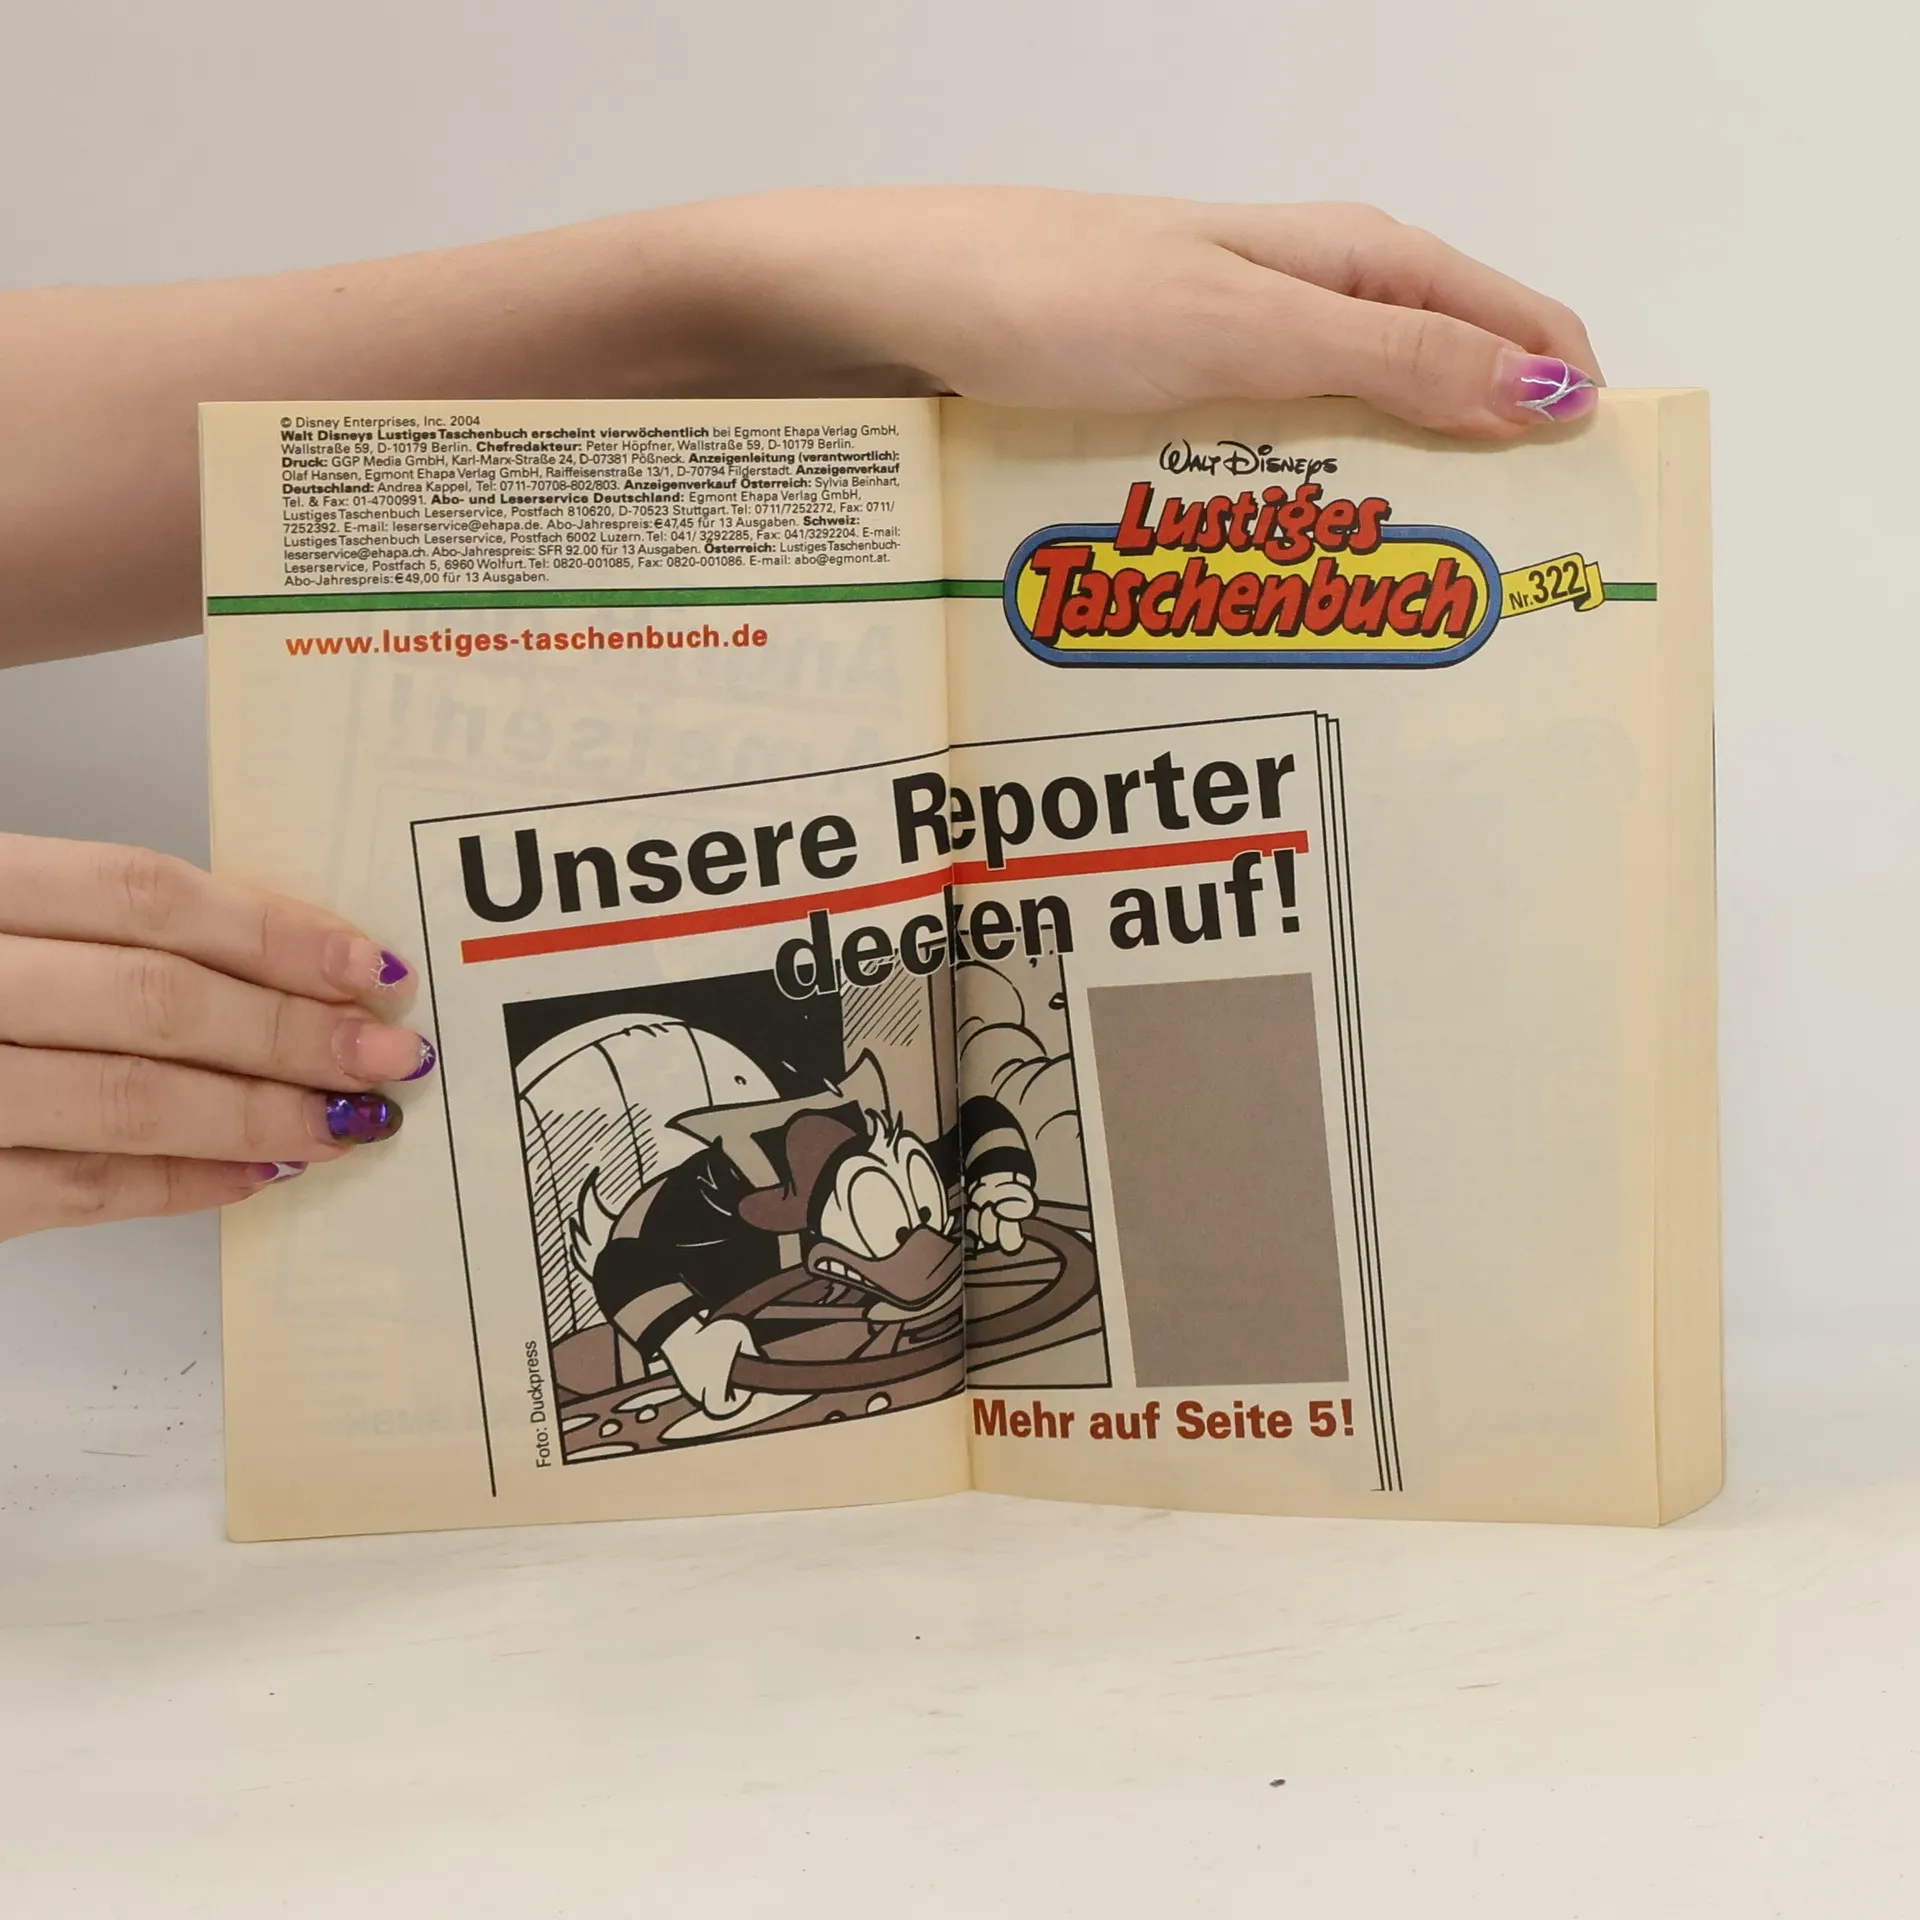 © Disney Enterprises, Inc. 2004
Walt Disneys Lustiges Taschenbuch erscheint vierwöchentlich bei Egmont Ehapa Verlag GmbH,
Wallstraße 59, D-10179 Berlin. Chefredakteur: Peter Höpfner, Wallstraße 59, D-10179 Berlin.
Druck: GGP Media GmbH, Karl-Marx-Straße 24, D-07381 Pößneck. Anzeigenleitung (verantwortlich):
Olaf Hansen, Egmont Ehapa Verlag GmbH, Raiffeisenstraße 13/1, D-70794 Filderstadt. Anzeigenverkauf
Deutschland: Andrea Kappel, Tel: 0711-70708-802/803. Anzeigenverkauf Österreich: Sylvia Beinhart,
Tel. & Fax: 01-4700991. Abo- und Leserservice Deutschland: Egmont Ehapa Verlag GmbH,
Lustiges Taschenbuch Leserservice, Postfach 810620, D-70523 Stuttgart. Tel: 0711/7252272, Fax: 0711/
7252392. E-mail: leserservice@ehapa.de. Abo-Jahrespreis: €47,45 für 13 Ausgaben. Schweiz:
Lustiges Taschenbuch Leserservice, Postfach 6002 Luzern. Tel: 041/ 3292285, Fax: 041/3292204. E-mail:
leserservice@ehapa.ch. Abo-Jahrespreis: SFR 92.00 für 13 Ausgaben. Österreich: Lustiges Taschenbuch-
Leserservice, Postfach 5, 6960 Wolfurt. Tel: 0820-001085, Fax: 0820-001086. E-mail: abo@egmont.at.
Abo-Jahrespreis: €49,00 für 13 Ausgaben.
www.lustiges-taschenbuch.de
Walt Disneys
Lustiges
Taschenbuch
Nr. 322
Unsere Reporter
decken auf!
Foto: Duckpress
Mehr auf Seite 5!